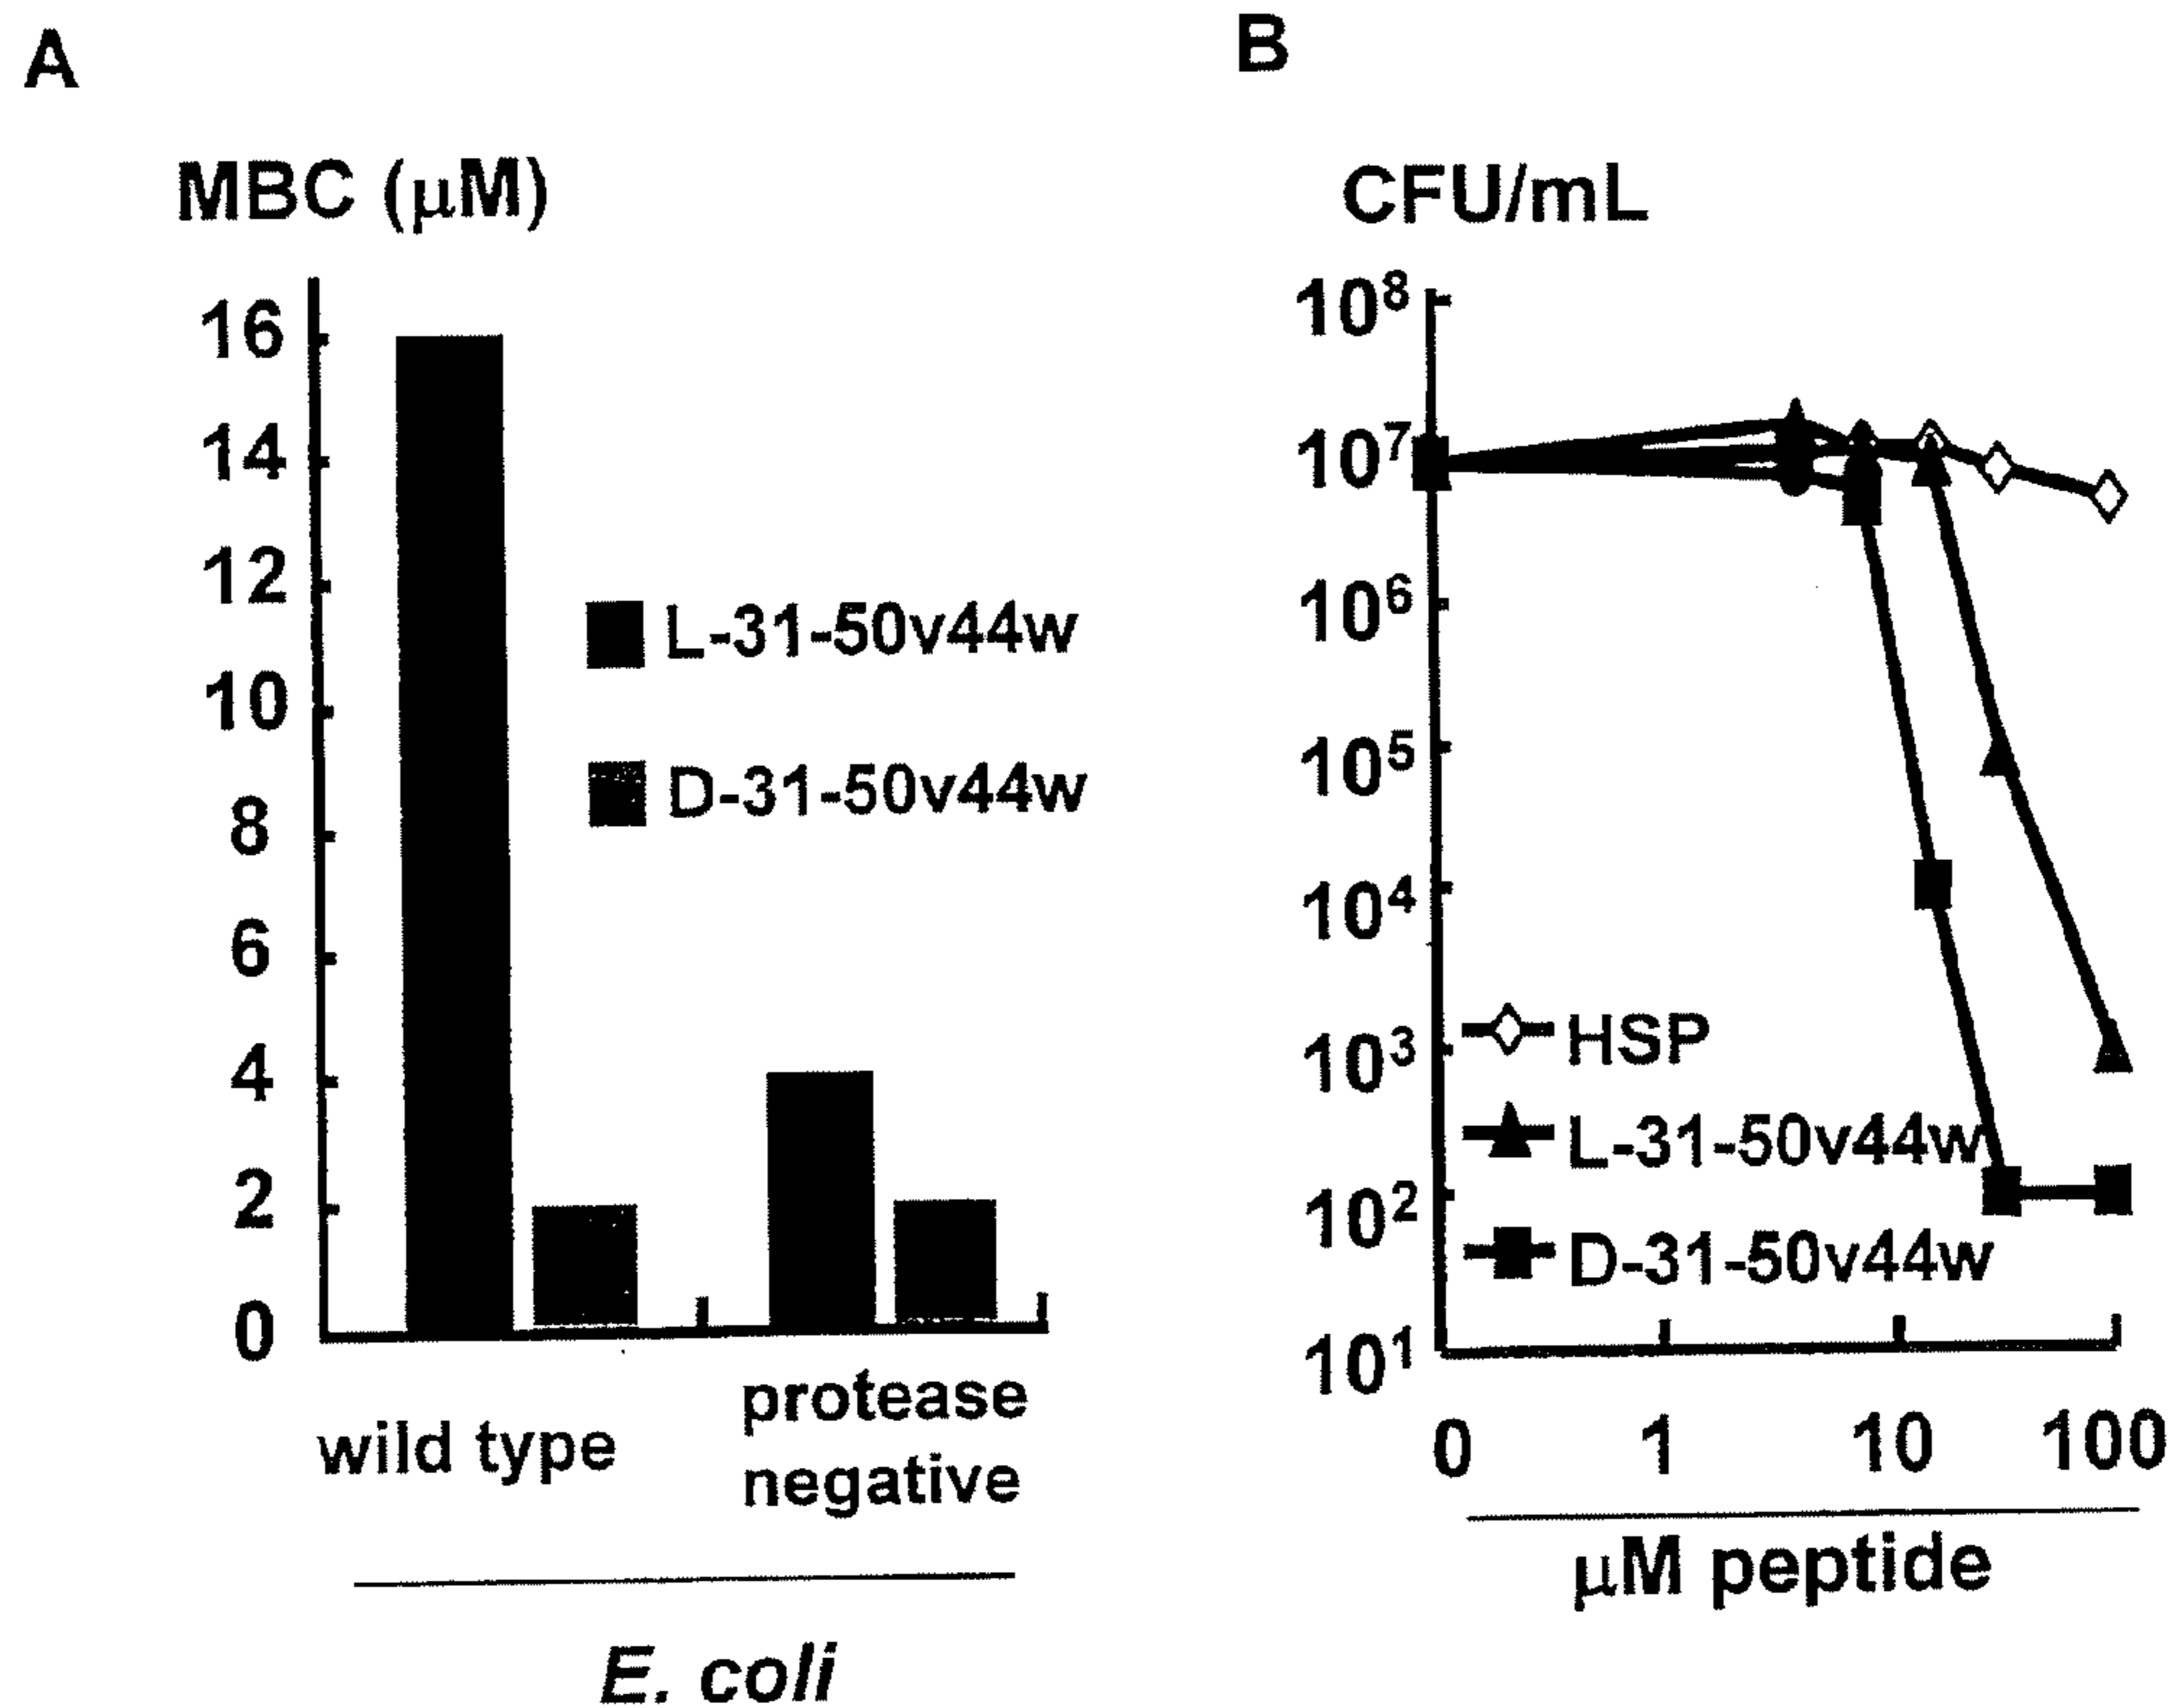 A
MBC (μM)
16
14
12
10
8
6
4
2
0
L-31-50v44w
D-31-50v44w
wild type
protease
negative
E. coli
B
CFU/mL
10⁸
10⁷
10⁶
10⁵
10⁴
10³
10²
10¹
HSP
L-31-50v44w
D-31-50v44w
0 1 10 100
μM peptide